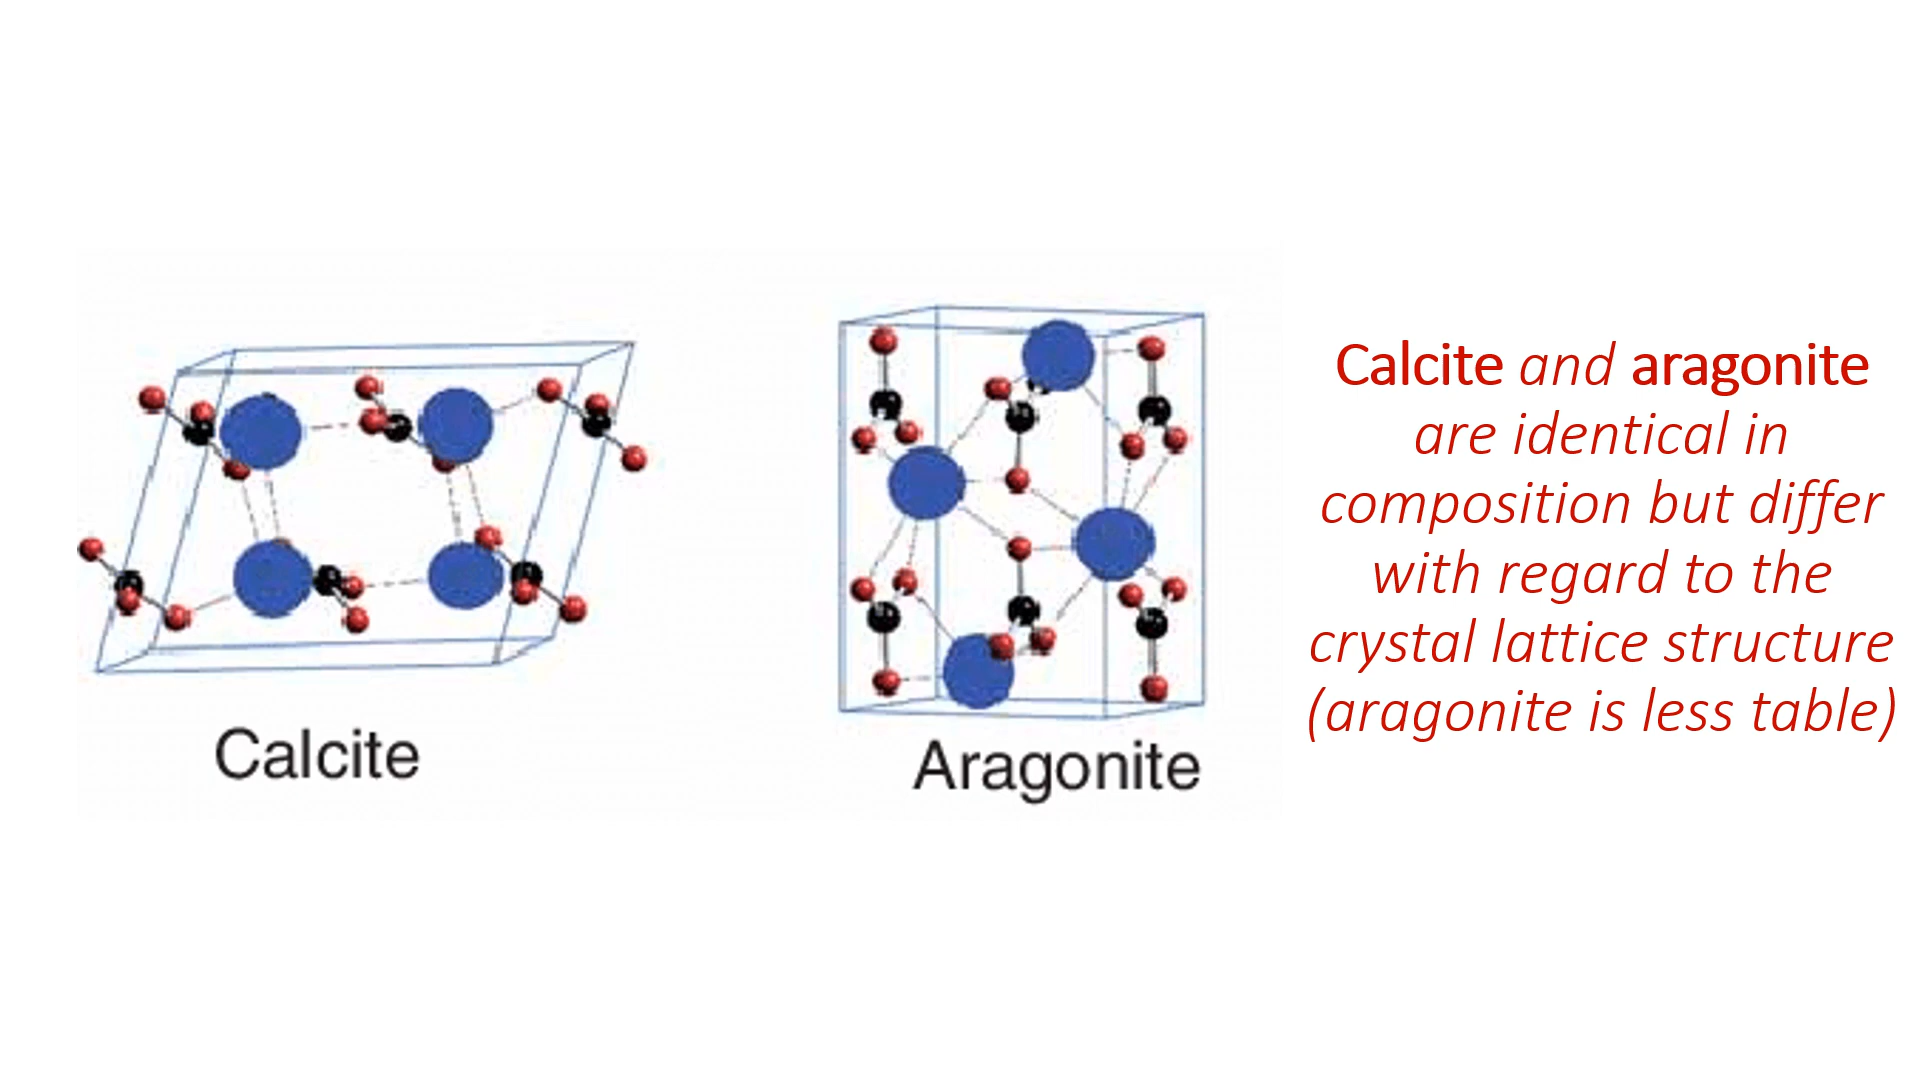 Calcite
Aragonite
Calcite and aragonite
are identical in
composition but differ
with regard to the
crystal lattice structure
(aragonite is less table)